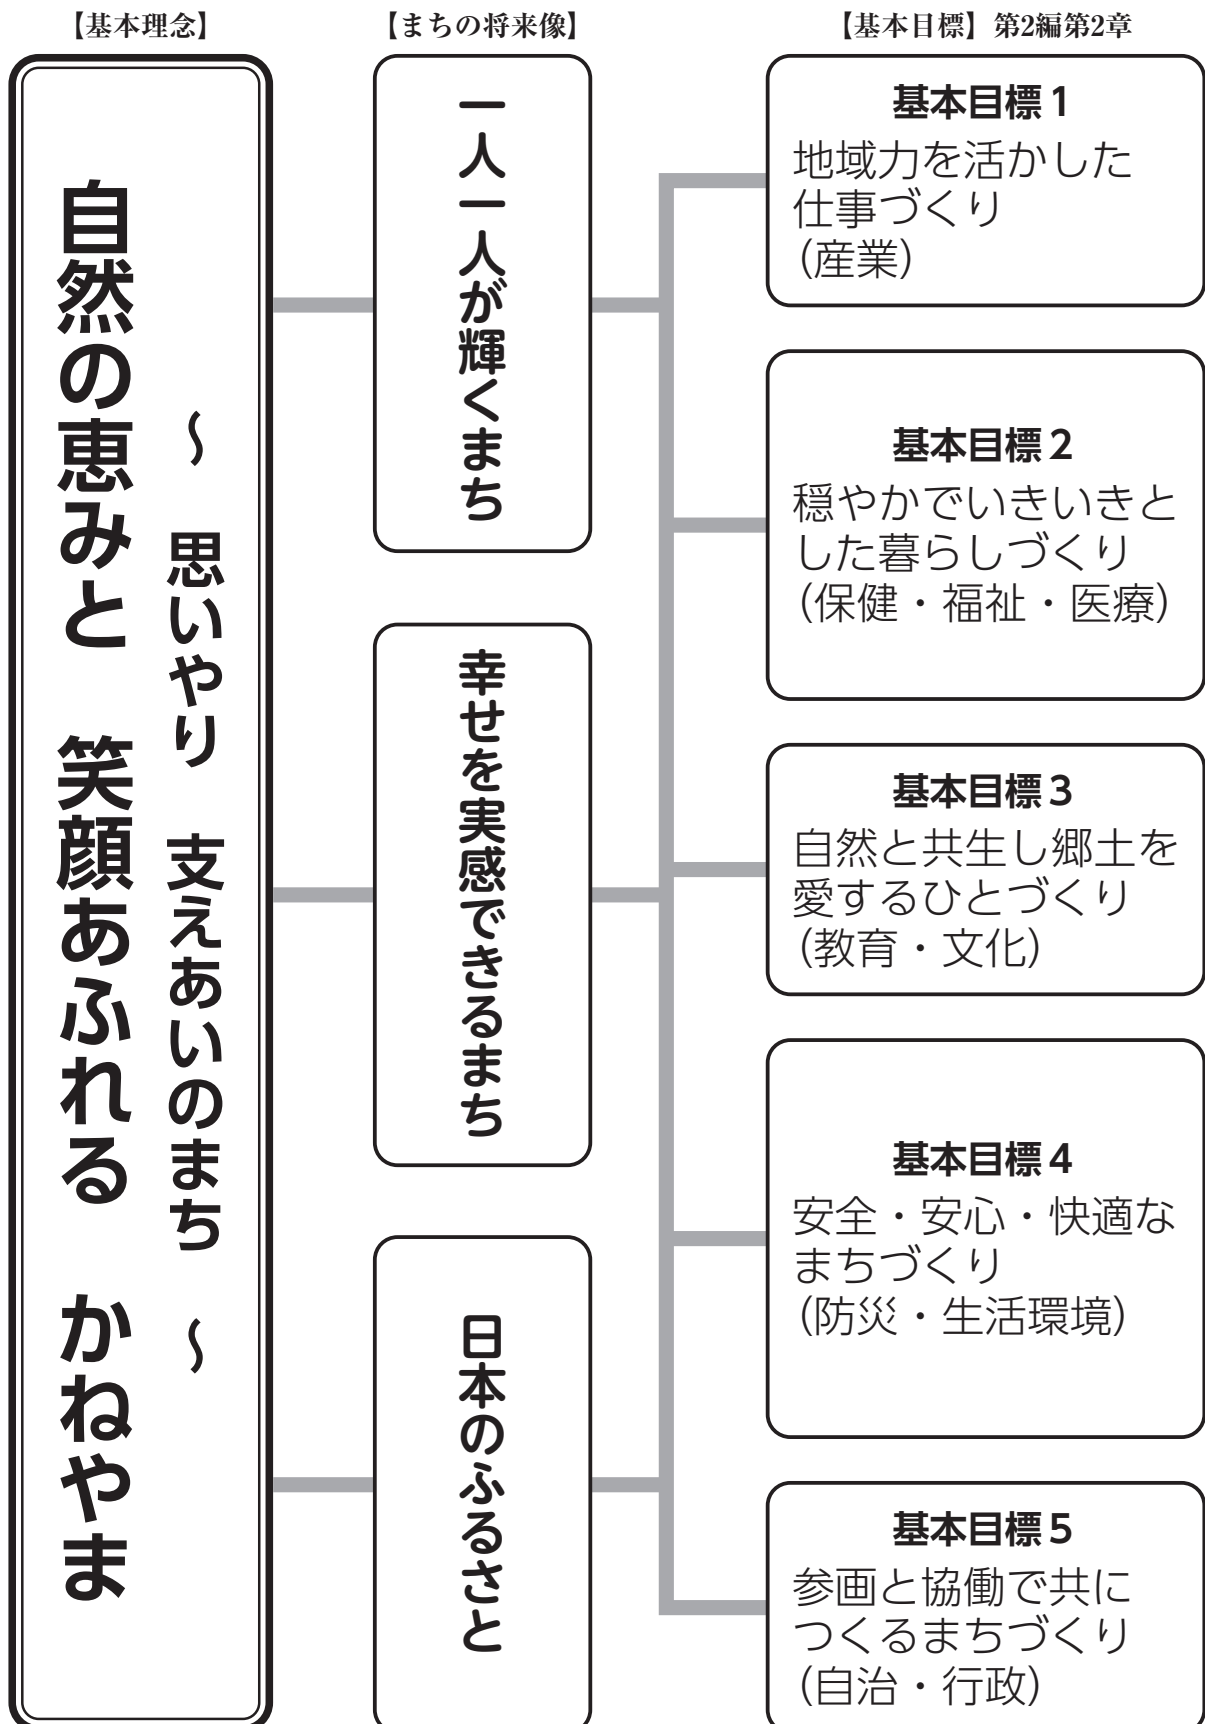 【基本理念】
【まちの将来像】
【基本目標】第2編第2章
～ 思いやり 支えあいのまち ～
自然の恵みと 笑顔あふれる かねやま
一人一人が輝くまち
幸せを実感できるまち
日本のふるさと
基本目標1
地域力を活かした
仕事づくり
(産業)
基本目標2
穏やかでいきいきと
した暮らしづくり
(保健・福祉・医療)
基本目標3
自然と共生し郷土を
愛するひとづくり
(教育・文化)
基本目標4
安全・安心・快適な
まちづくり
(防災・生活環境)
基本目標5
参画と協働で共に
つくるまちづくり
(自治・行政)